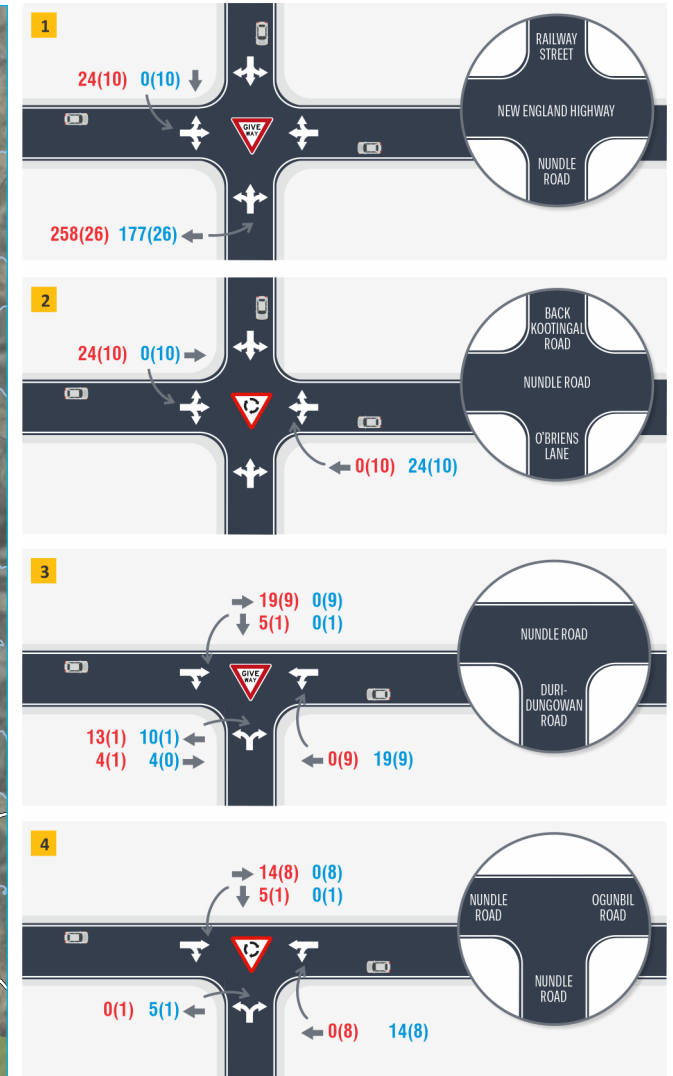 1
24(10) 0(10)
GIVE
WAY
258(26) 177(26)
RAILWAY
STREET
NEW ENGLAND HIGHWAY
NUNDLE
ROAD
2
24(10) 0(10)
0(10) 24(10)
BACK
KOOTINGAL
ROAD
NUNDLE ROAD
O'BRIENS
LANE
3
19(9) 0(9)
5(1) 0(1)
GIVE
WAY
13(1) 10(1)
4(1) 4(0)
0(9) 19(9)
NUNDLE ROAD
DURI-
DUNGOWAN
ROAD
4
14(8) 0(8)
5(1) 0(1)
0(1) 5(1)
0(8) 14(8)
NUNDLE
ROAD
OGUNBIL
ROAD
NUNDLE
ROAD